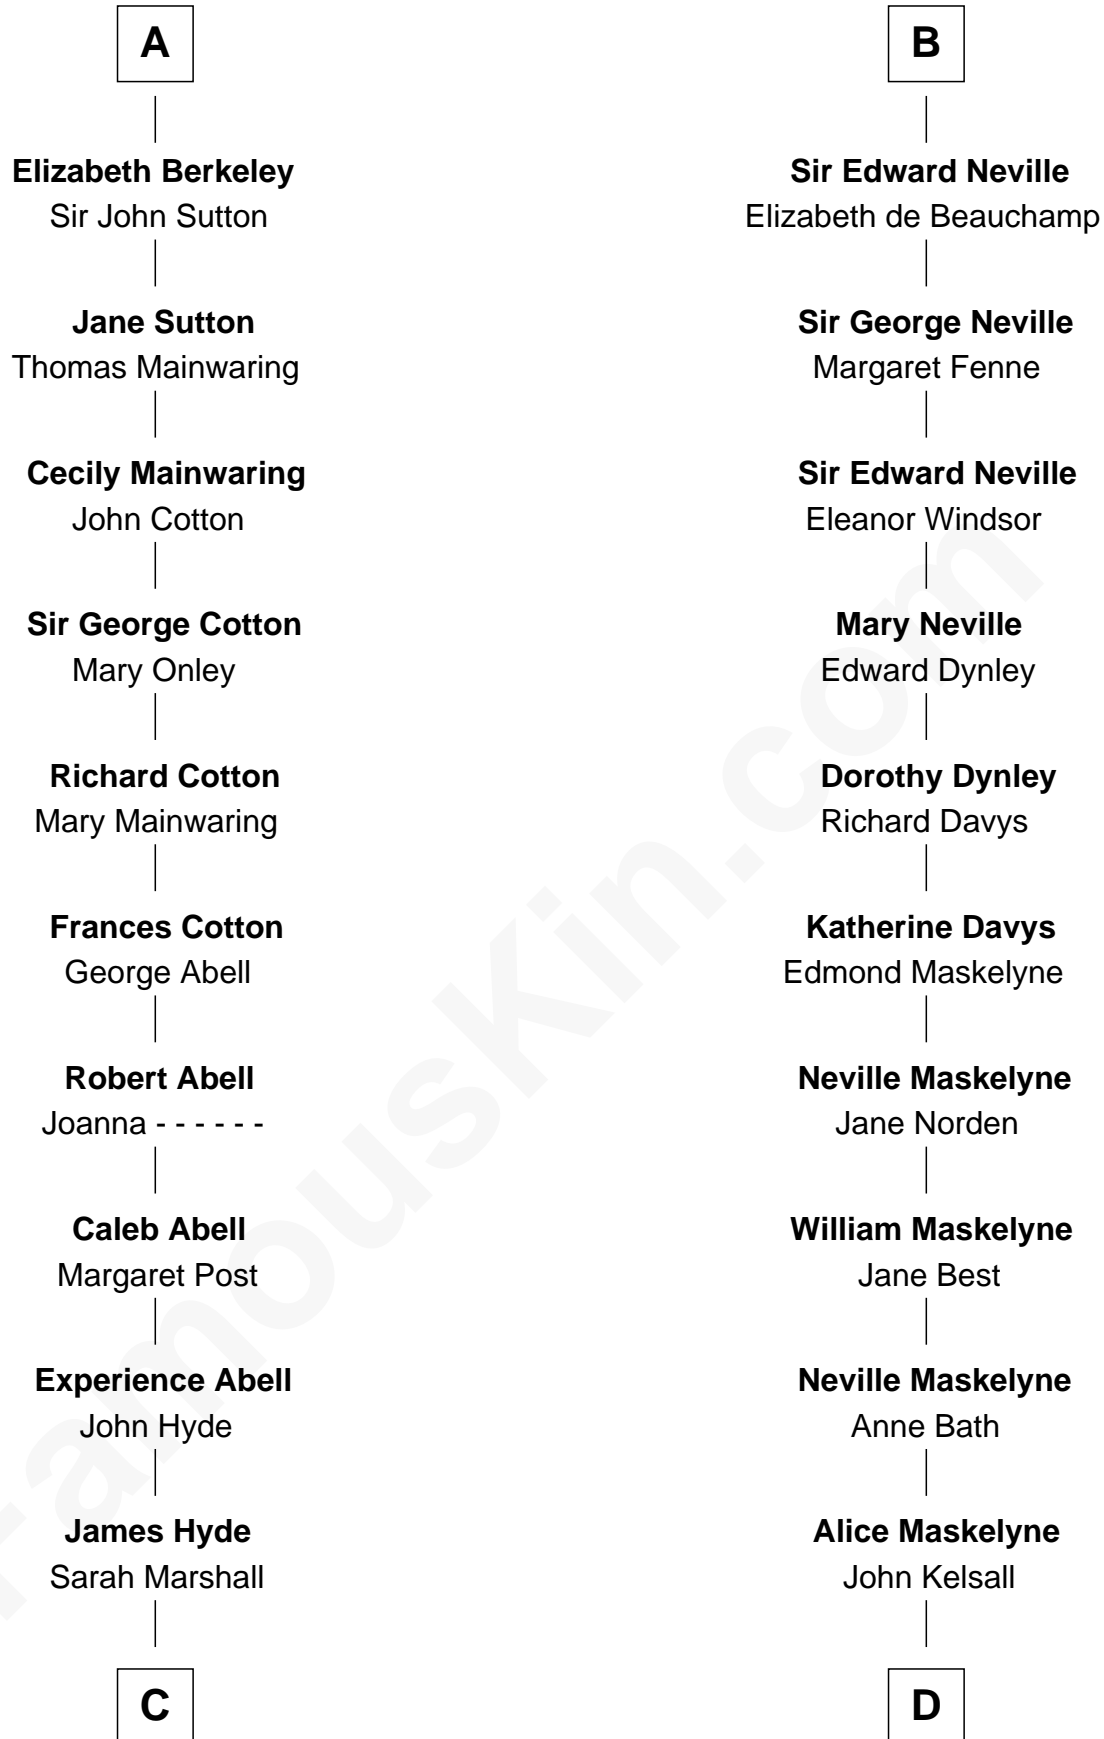 A
Elizabeth Berkeley
Sir John Sutton
Jane Sutton
Thomas Mainwaring
Cecily Mainwaring
John Cotton
Sir George Cotton
Mary Onley
Richard Cotton
Mary Mainwaring
Frances Cotton
George Abell
Robert Abell
Joanna - - - - - -
Caleb Abell
Margaret Post
Experience Abell
John Hyde
James Hyde
Sarah Marshall
C
B
Sir Edward Neville
Elizabeth de Beauchamp
Sir George Neville
Margaret Fenne
Sir Edward Neville
Eleanor Windsor
Mary Neville
Edward Dynley
Dorothy Dynley
Richard Davys
Katherine Davys
Edmond Maskelyne
Neville Maskelyne
Jane Norden
William Maskelyne
Jane Best
Neville Maskelyne
Anne Bath
Alice Maskelyne
John Kelsall
D
FamousKin.com